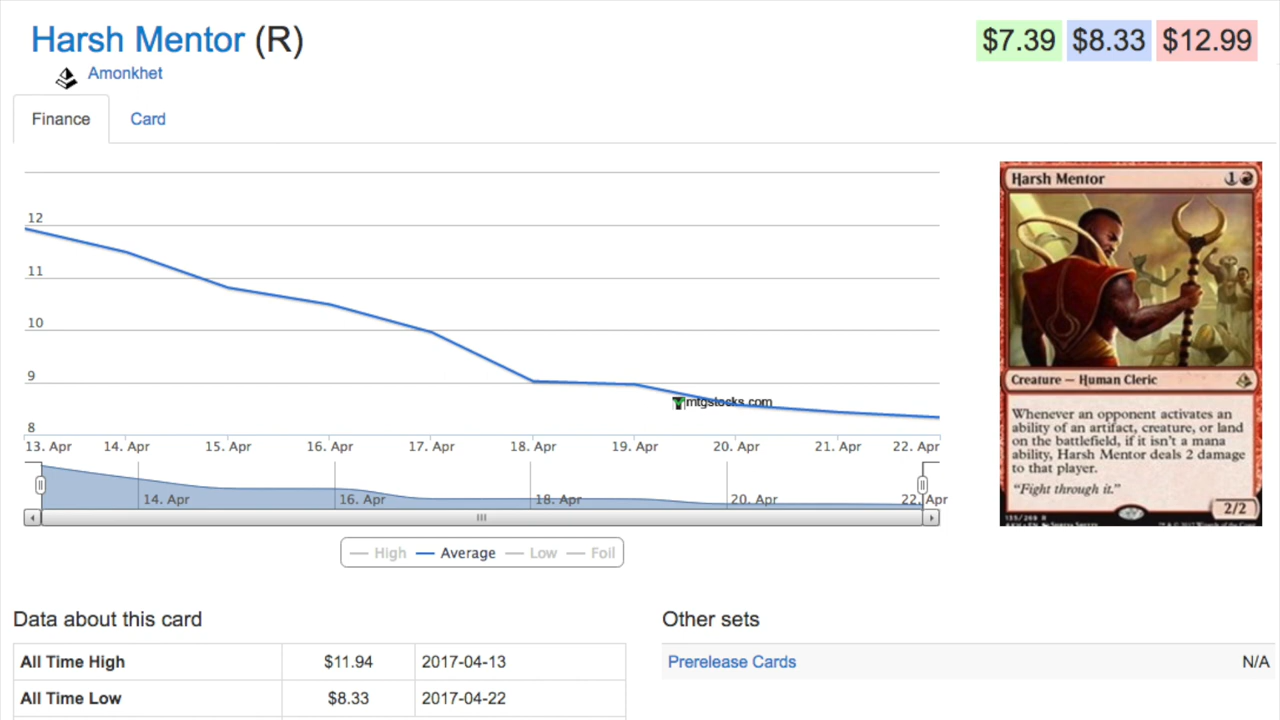 Harsh Mentor (R)
$7.39 $8.33 $12.99
Amonkhet
Finance Card
12
11
10
9
8
mtgstocks.com
13. Apr 14. Apr 15. Apr 16. Apr 17. Apr 18. Apr 19. Apr 20. Apr 21. Apr 22. Apr
14. Apr 16. Apr 18. Apr 20. Apr 22. Apr
High Average Low Foil
Harsh Mentor 1
Creature — Human Cleric
Whenever an opponent activates an
ability of an artifact, creature, or land
on the battlefield, if it isn't a mana
ability, Harsh Mentor deals 2 damage
to that player.
"Fight through it."
2/2
Data about this card
All Time High $11.94 2017-04-13
All Time Low $8.33 2017-04-22
Other sets
Prerelease Cards N/A